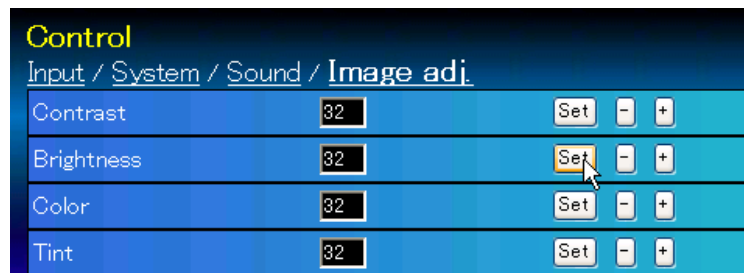 Control
Input / System / Sound / Image adj.
Contrast 32 Set - +
Brightness 32 Set - +
Color 32 Set - +
Tint 32 Set - +